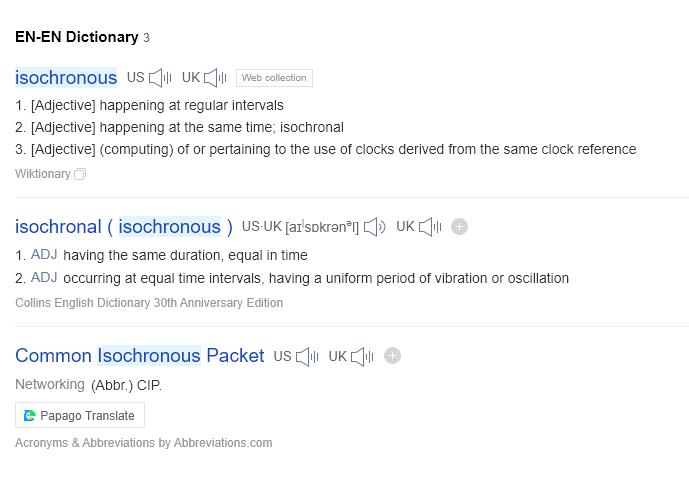 EN-EN Dictionary 3
isochronous US UK Web collection
1. [Adjective] happening at regular intervals
2. [Adjective] happening at the same time; isochronal
3. [Adjective] (computing) of or pertaining to the use of clocks derived from the same clock reference
Wiktionary
isochronal ( isochronous ) US·UK [aɪˈsɒkrənᵊl] UK
1. ADJ having the same duration, equal in time
2. ADJ occurring at equal time intervals, having a uniform period of vibration or oscillation
Collins English Dictionary 30th Anniversary Edition
Common Isochronous Packet US UK
Networking (Abbr.) CIP.
Papago Translate
Acronyms & Abbreviations by Abbreviations.com